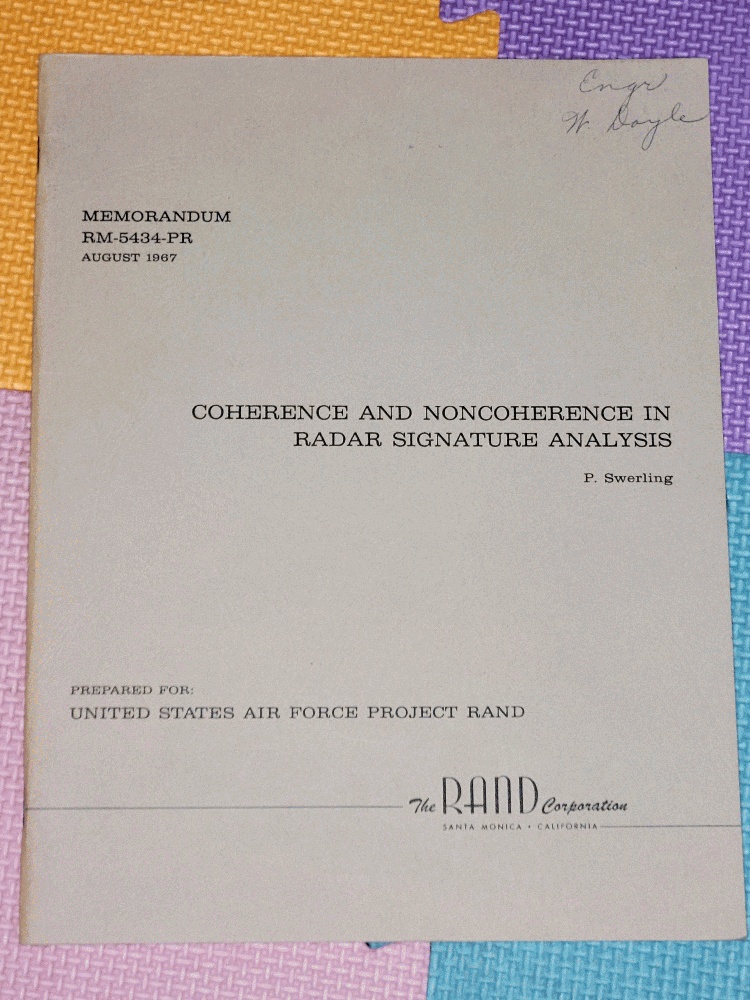 Engr
W. Doyle
MEMORANDUM
RM-5434-PR
AUGUST 1967
COHERENCE AND NONCOHERENCE IN
RADAR SIGNATURE ANALYSIS
P. Swerling
PREPARED FOR:
UNITED STATES AIR FORCE PROJECT RAND
The RAND Corporation
SANTA MONICA • CALIFORNIA